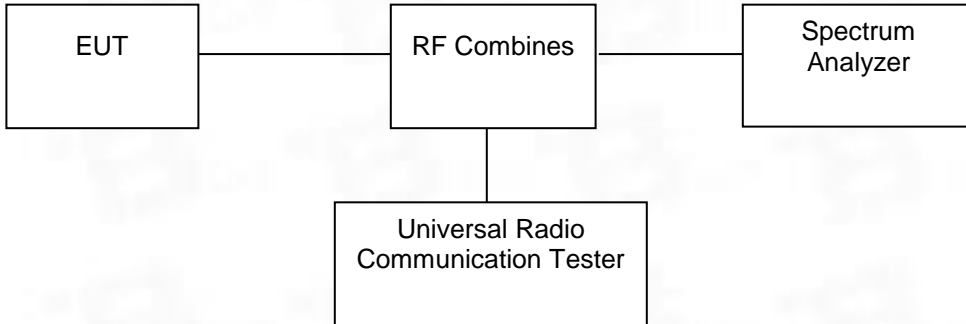 EUT
RF Combines
Spectrum
Analyzer
Universal Radio
Communication Tester